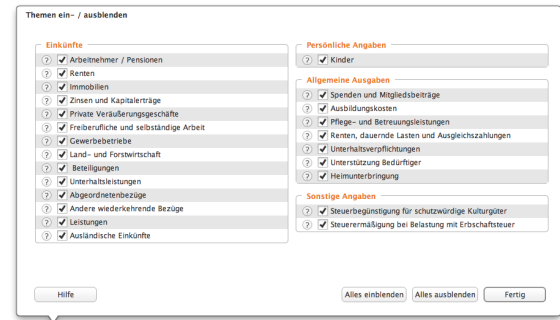 Themen ein- / ausblenden
Einkünfte
? Arbeitnehmer / Pensionen
? Renten
? Immobilien
? Zinsen und Kapitalerträge
? Private Veräußerungsgeschäfte
? Freiberufliche und selbständige Arbeit
? Gewerbebetriebe
? Land- und Forstwirtschaft
? Beteiligungen
? Unterhaltsleistungen
? Abgeordnetenbezüge
? Andere wiederkehrende Bezüge
? Leistungen
? Ausländische Einkünfte
Persönliche Angaben
? Kinder
Allgemeine Ausgaben
? Spenden und Mitgliedsbeiträge
? Ausbildungskosten
? Pflege- und Betreuungsleistungen
? Renten, dauernde Lasten und Ausgleichszahlungen
? Unterhaltsverpflichtungen
? Unterstützung Bedürftiger
? Heimunterbringung
Sonstige Angaben
? Steuerbegünstigung für schutzwürdige Kulturgüter
? Steuerermäßigung bei Belastung mit Erbschaftsteuer
Hilfe
Alles einblenden
Alles ausblenden
Fertig